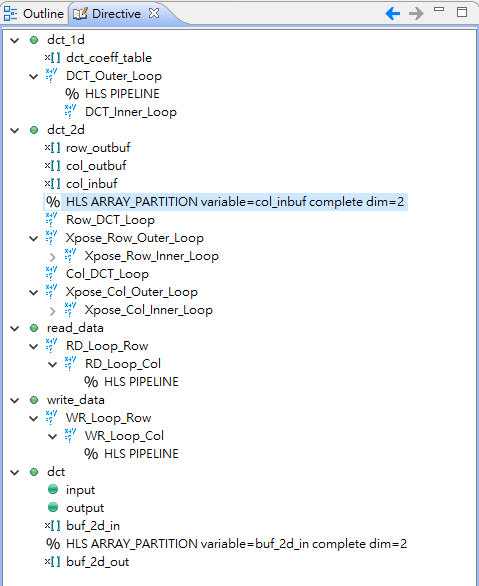 Outline Directive
dct_1d
×[] dct_coeff_table
DCT_Outer_Loop
% HLS PIPELINE
DCT_Inner_Loop
dct_2d
×[] row_outbuf
×[] col_outbuf
×[] col_inbuf
% HLS ARRAY_PARTITION variable=col_inbuf complete dim=2
Row_DCT_Loop
Xpose_Row_Outer_Loop
Xpose_Row_Inner_Loop
Col_DCT_Loop
Xpose_Col_Outer_Loop
Xpose_Col_Inner_Loop
read_data
RD_Loop_Row
RD_Loop_Col
% HLS PIPELINE
write_data
WR_Loop_Row
WR_Loop_Col
% HLS PIPELINE
dct
input
output
×[] buf_2d_in
% HLS ARRAY_PARTITION variable=buf_2d_in complete dim=2
×[] buf_2d_out